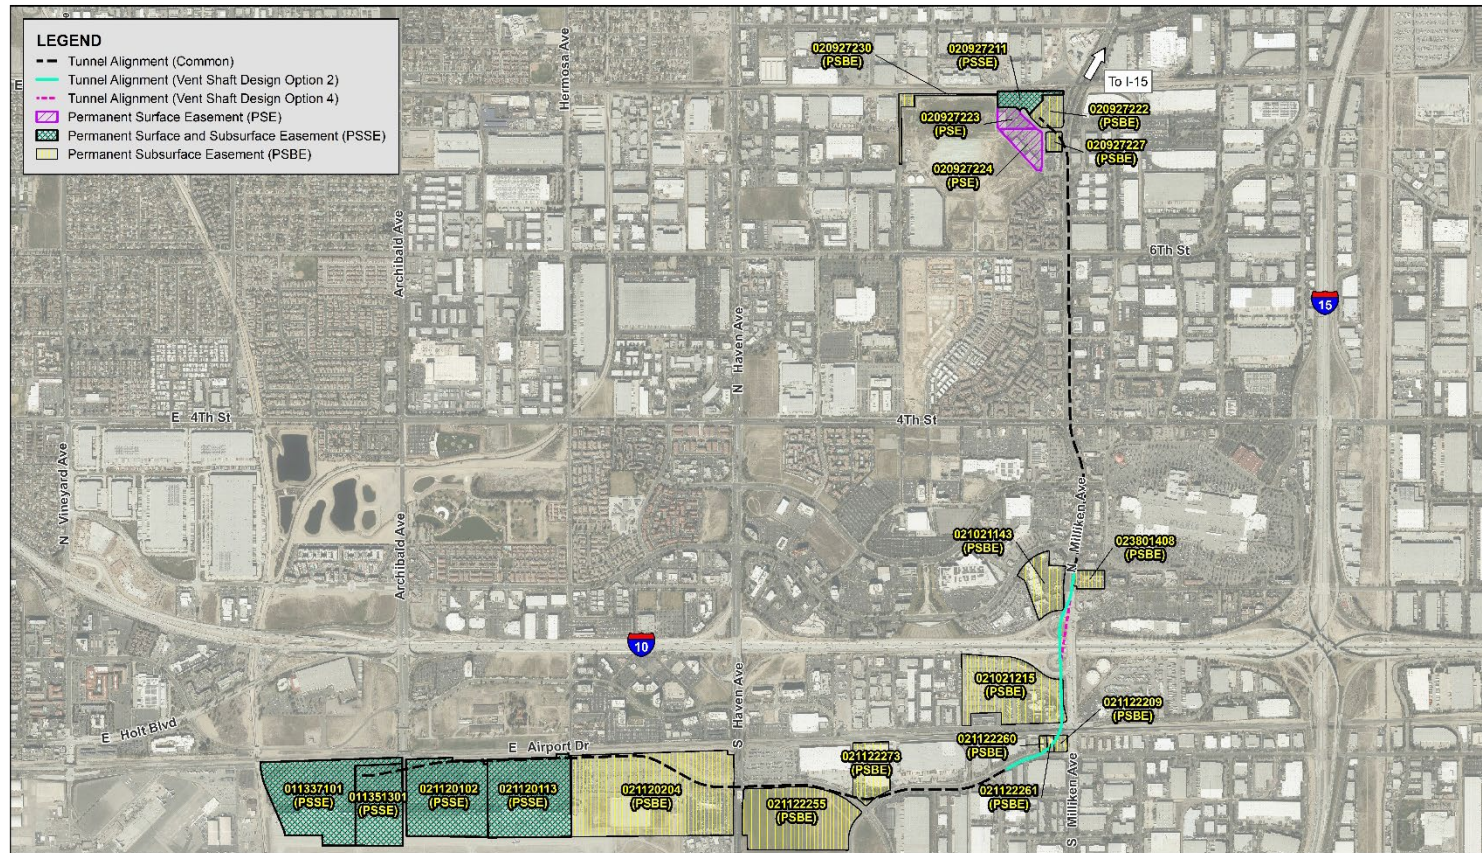 LEGEND
Tunnel Alignment (Common)
Tunnel Alignment (Vent Shaft Design Option 2)
Tunnel Alignment (Vent Shaft Design Option 4)
Permanent Surface Easement (PSE)
Permanent Surface and Subsurface Easement (PSSE)
Permanent Subsurface Easement (PSBE)
E
Hermosa Ave
020927230
(PSBE)
020927211
(PSSE)
To I-15
020927223
(PSE)
020927222
(PSBE)
020927227
(PSBE)
020927224
(PSE)
Archibald Ave
6Th St
N Haven Ave
15
E 4Th St
4Th St
N Vineyard Ave
Archibald Ave
N Milliken Ave
021021143
(PSBE)
023801408
(PSBE)
10
S Haven Ave
021021215
(PSBE)
021122209
(PSBE)
E Holt Blvd
E Airport Dr
021122260
(PSBE)
021122273
(PSBE)
S Milliken Ave
011337101
(PSSE)
011351301
(PSSE)
021120102
(PSSE)
021120113
(PSSE)
021120204
(PSBE)
021122255
(PSBE)
021122261
(PSBE)